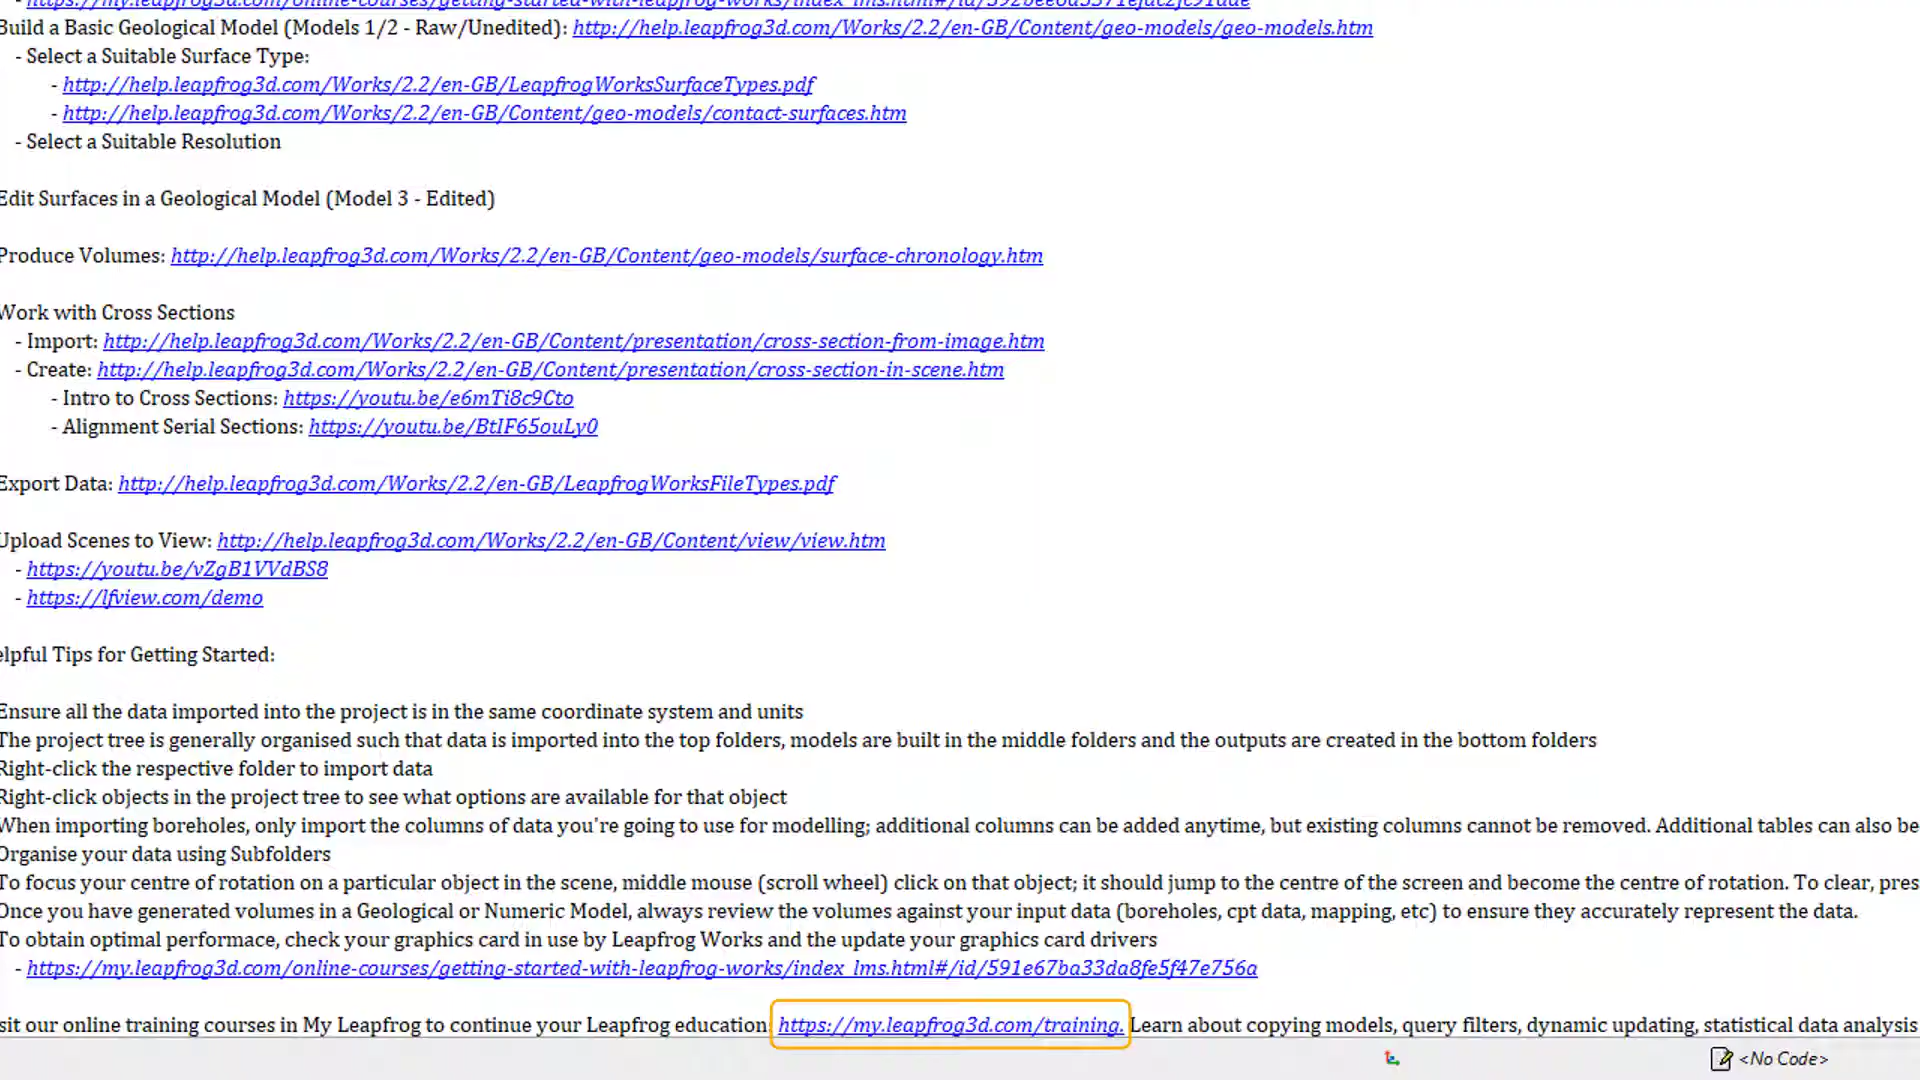 - https://my.leapfrog3d.com/online-courses/getting-started-with-leapfrog-works/index_lms.html#/id/592bee0d3371efdc2fc91dde
Build a Basic Geological Model (Models 1/2 - Raw/Unedited): http://help.leapfrog3d.com/Works/2.2/en-GB/Content/geo-models/geo-models.htm
- Select a Suitable Surface Type:
- http://help.leapfrog3d.com/Works/2.2/en-GB/LeapfrogWorksSurfaceTypes.pdf
- http://help.leapfrog3d.com/Works/2.2/en-GB/Content/geo-models/contact-surfaces.htm
- Select a Suitable Resolution
Edit Surfaces in a Geological Model (Model 3 - Edited)
Produce Volumes: http://help.leapfrog3d.com/Works/2.2/en-GB/Content/geo-models/surface-chronology.htm
Work with Cross Sections
- Import: http://help.leapfrog3d.com/Works/2.2/en-GB/Content/presentation/cross-section-from-image.htm
- Create: http://help.leapfrog3d.com/Works/2.2/en-GB/Content/presentation/cross-section-in-scene.htm
- Intro to Cross Sections: https://youtu.be/e6mTi8c9Cto
- Alignment Serial Sections: https://youtu.be/BtIF65ouLy0
Export Data: http://help.leapfrog3d.com/Works/2.2/en-GB/LeapfrogWorksFileTypes.pdf
Upload Scenes to View: http://help.leapfrog3d.com/Works/2.2/en-GB/Content/view/view.htm
- https://youtu.be/vZgB1VVdBS8
- https://lfview.com/demo
elpful Tips for Getting Started:
Ensure all the data imported into the project is in the same coordinate system and units
The project tree is generally organised such that data is imported into the top folders, models are built in the middle folders and the outputs are created in the bottom folders
Right-click the respective folder to import data
Right-click objects in the project tree to see what options are available for that object
When importing boreholes, only import the columns of data you're going to use for modelling; additional columns can be added anytime, but existing columns cannot be removed. Additional tables can also be
Organise your data using Subfolders
To focus your centre of rotation on a particular object in the scene, middle mouse (scroll wheel) click on that object; it should jump to the centre of the screen and become the centre of rotation. To clear, pres
Once you have generated volumes in a Geological or Numeric Model, always review the volumes against your input data (boreholes, cpt data, mapping, etc) to ensure they accurately represent the data.
To obtain optimal performace, check your graphics card in use by Leapfrog Works and the update your graphics card drivers
- https://my.leapfrog3d.com/online-courses/getting-started-with-leapfrog-works/index_lms.html#/id/591e67ba33da8fe5f47e756a
sit our online training courses in My Leapfrog to continue your Leapfrog education: https://my.leapfrog3d.com/training. Learn about copying models, query filters, dynamic updating, statistical data analysis
<No Code>